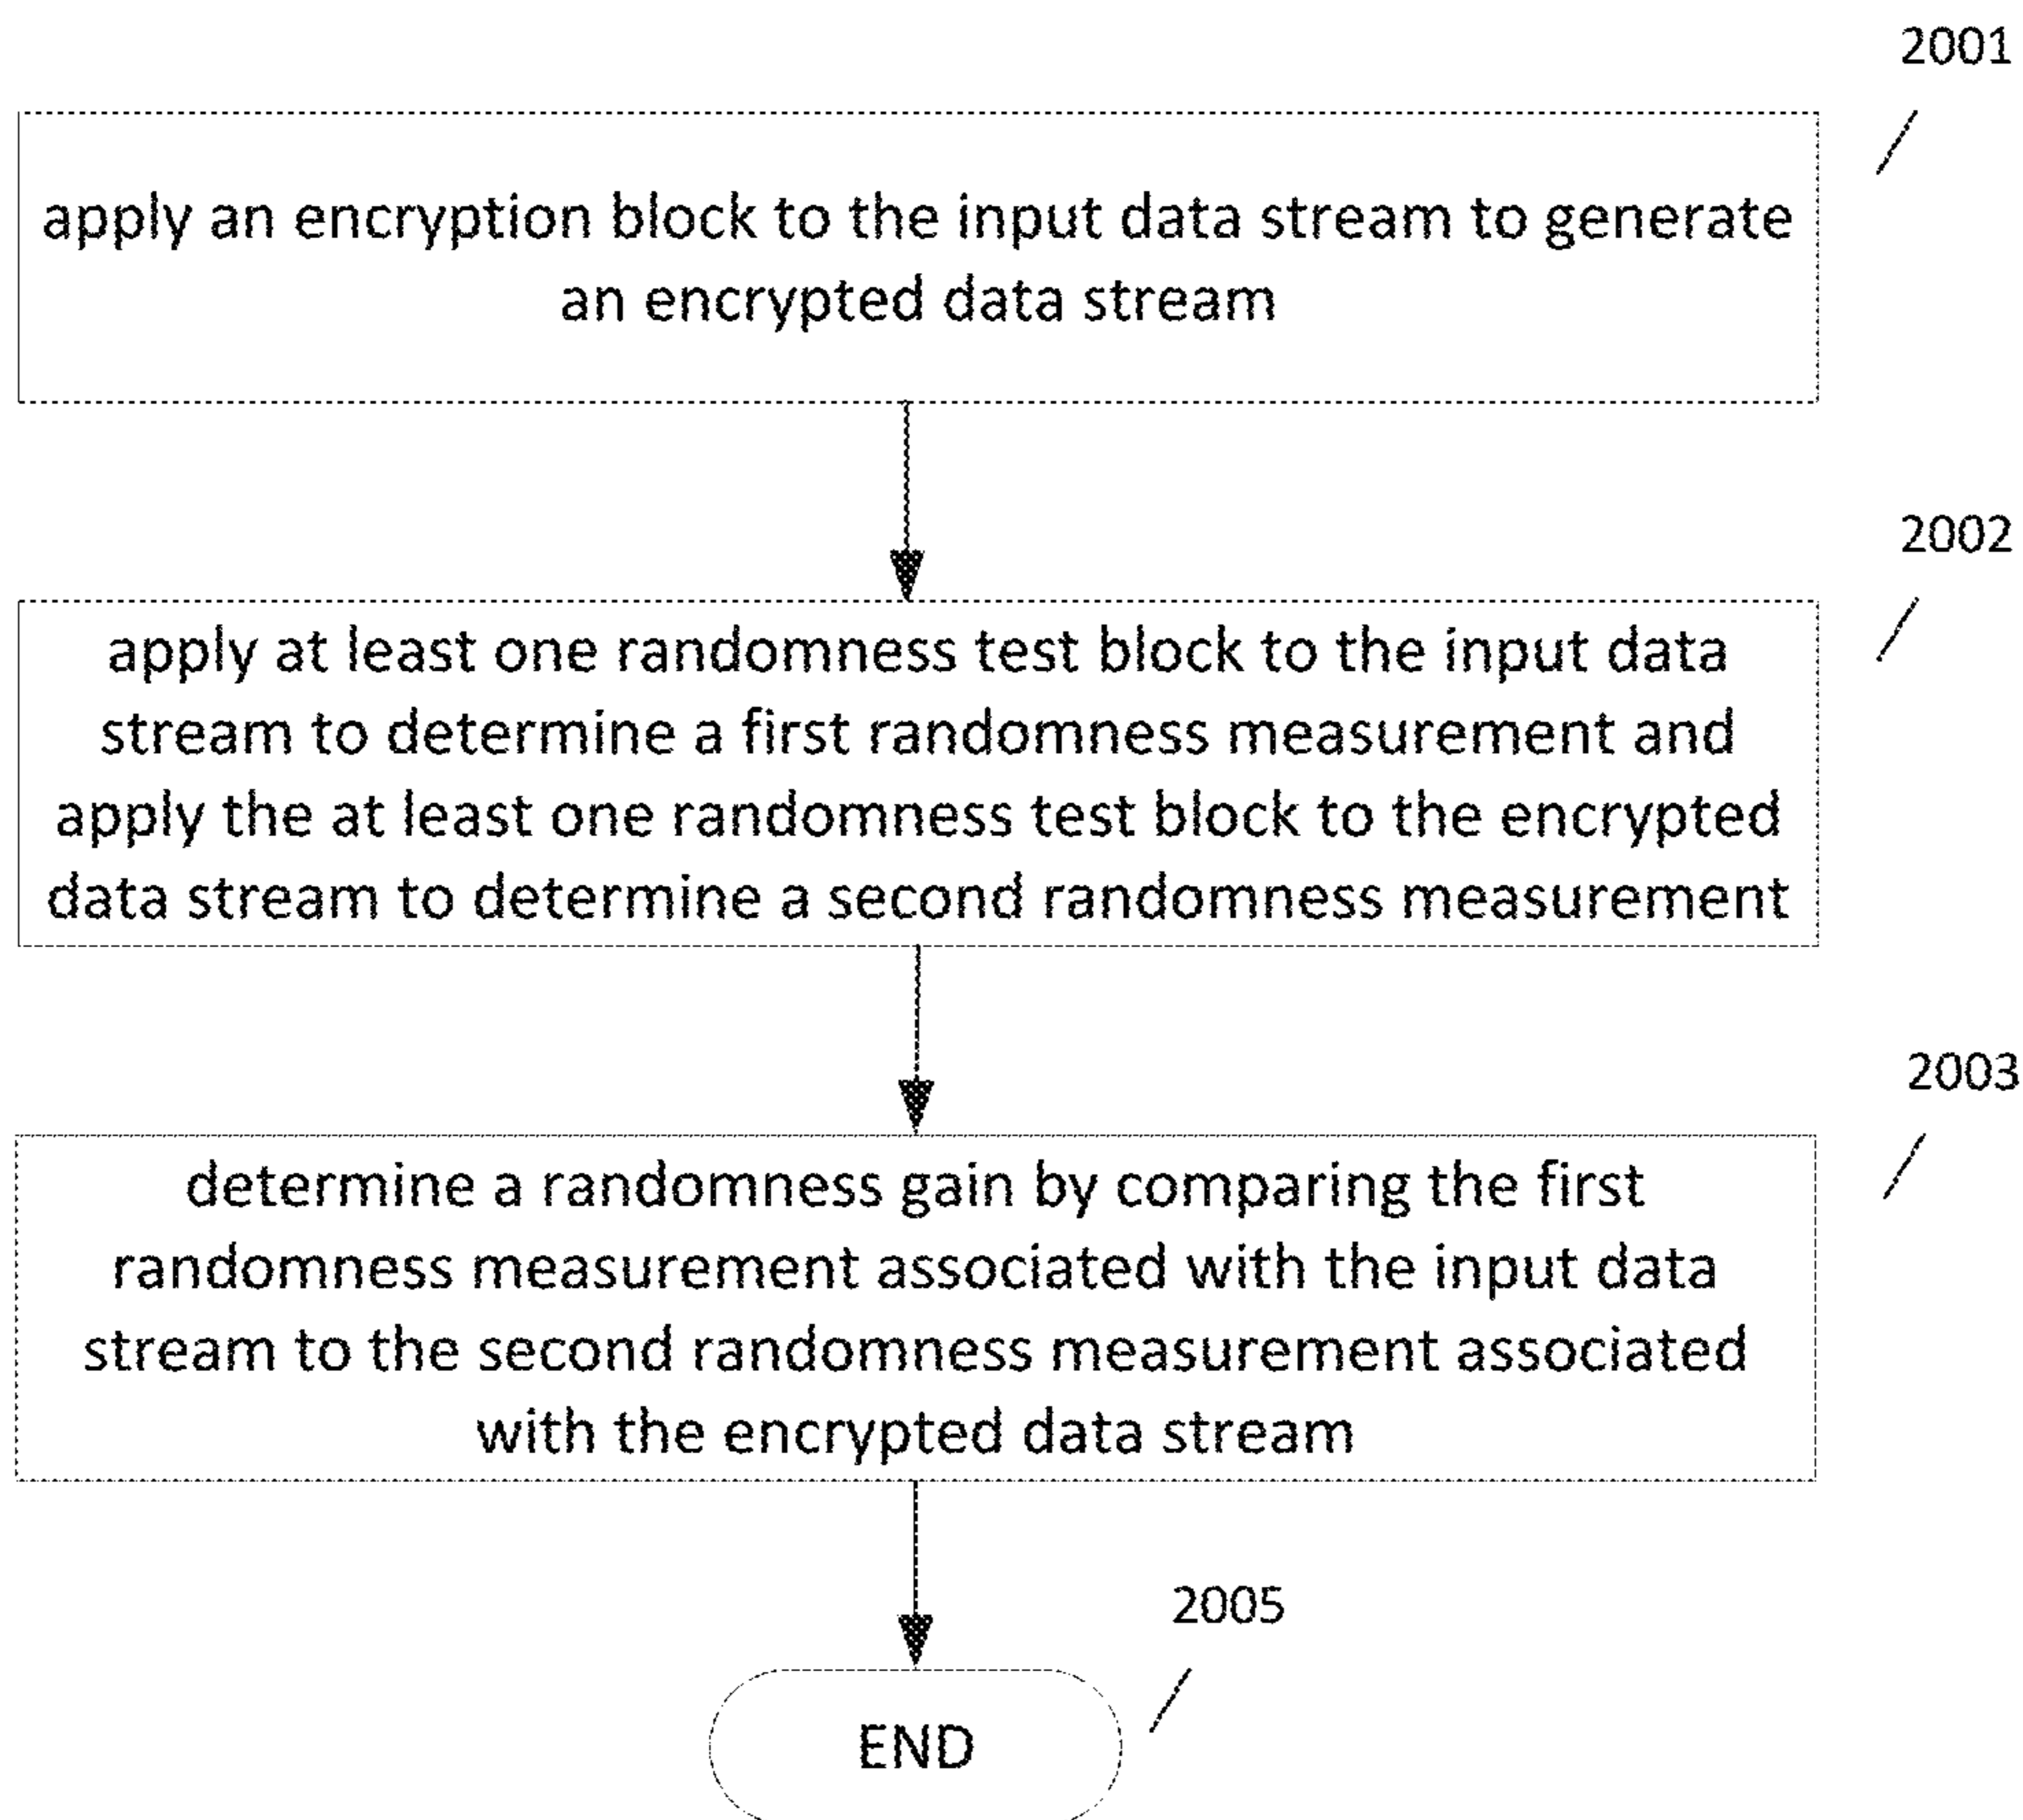 2001
apply an encryption block to the input data stream to generate
an encrypted data stream
2002
apply at least one randomness test block to the input data
stream to determine a first randomness measurement and
apply the at least one randomness test block to the encrypted
data stream to determine a second randomness measurement
2003
determine a randomness gain by comparing the first
randomness measurement associated with the input data
stream to the second randomness measurement associated
with the encrypted data stream
2005
END